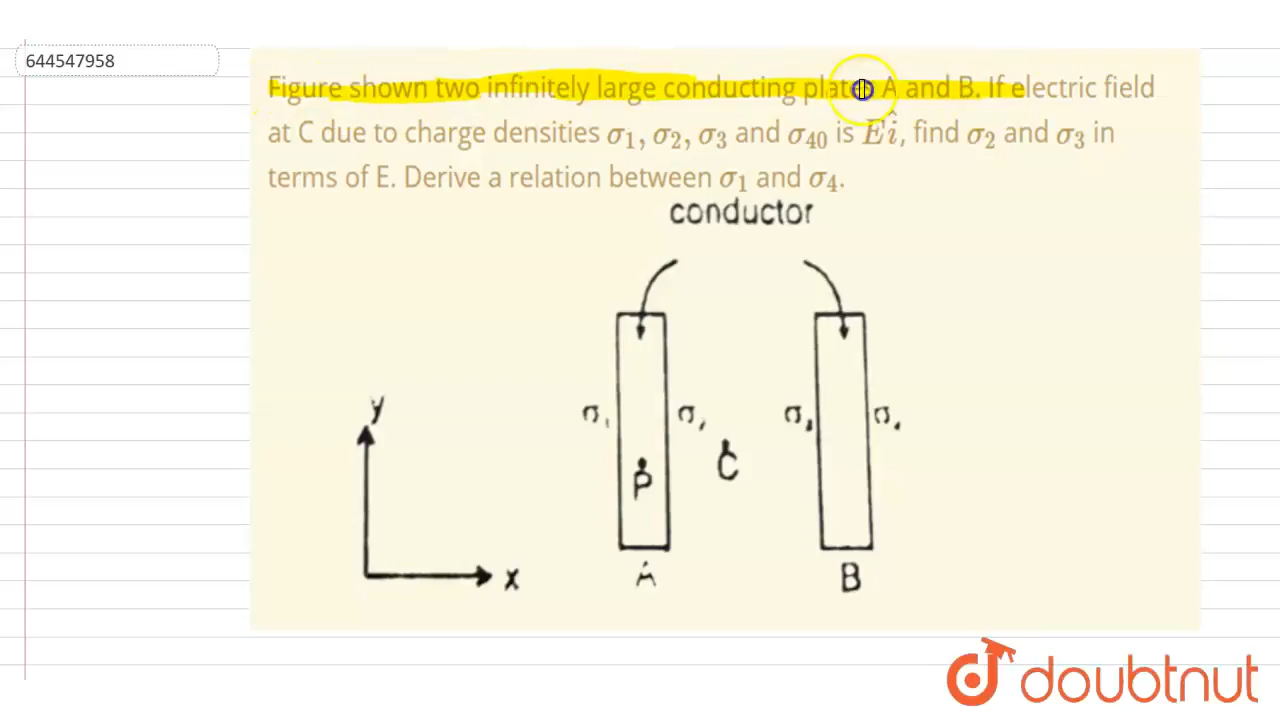 644547958
Figure shown two infinitely large conducting plates A and B. If electric field
at C due to charge densities σ₁, σ₂, σ₃ and σ₄₀ is Eî, find σ₂ and σ₃ in
terms of E. Derive a relation between σ₁ and σ₄.
conductor
y
σ₁ σ, σ₃ σ₄
P C
x A B
doubtnut